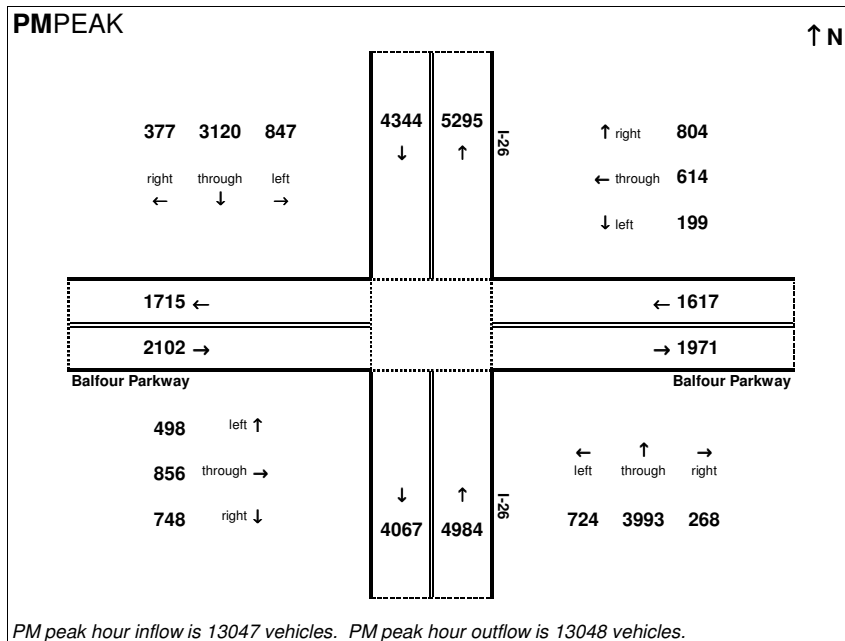 PMPEAK
↑ N
377 3120 847
right through left
← ↓ →
4344 5295
↓ ↑
I-26
↑ right 804
← through 614
↓ left 199
1715 ←
2102 →
← 1617
→ 1971
Balfour Parkway
Balfour Parkway
498 left ↑
856 through →
748 right ↓
↓ ↑
4067 4984
I-26
← ↑ →
left through right
724 3993 268
PM peak hour inflow is 13047 vehicles. PM peak hour outflow is 13048 vehicles.